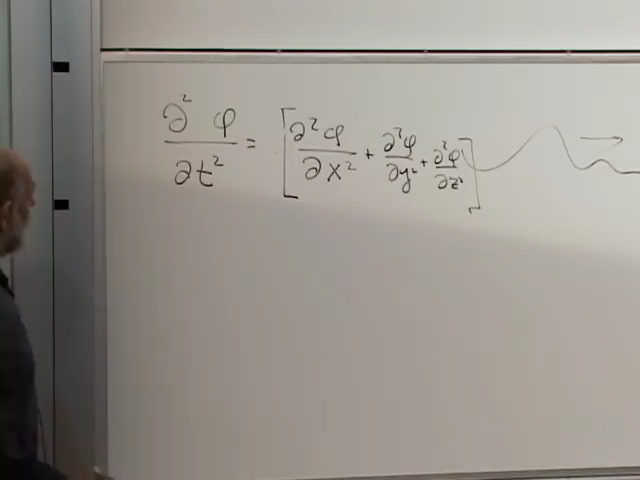 ∂²φ/∂t² = [∂²φ/∂x² + ∂²φ/∂y² + ∂²φ/∂z²]